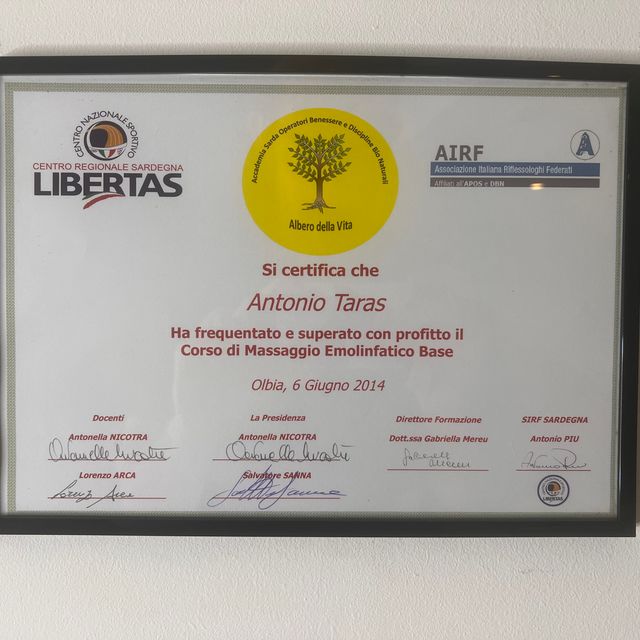 CENTRO NAZIONALE SPORTIVO
CENTRO REGIONALE SARDEGNA
LIBERTAS
Accademia Sarda Operatori Benessere e Discipline Bio Naturali
Albero della Vita
AIRF
Associazione Italiana Riflessologhi Federati
Affiliati all'APOS e DBN
Si certifica che
Antonio Taras
Ha frequentato e superato con profitto il
Corso di Massaggio Emolinfatico Base
Olbia, 6 Giugno 2014
Docenti
Antonella NICOTRA
Lorenzo ARCA
La Presidenza
Antonella NICOTRA
Salvatore SANNA
Direttore Formazione
Dott.ssa Gabriella Mereu
SIRF SARDEGNA
Antonio PIU
LIBERTAS